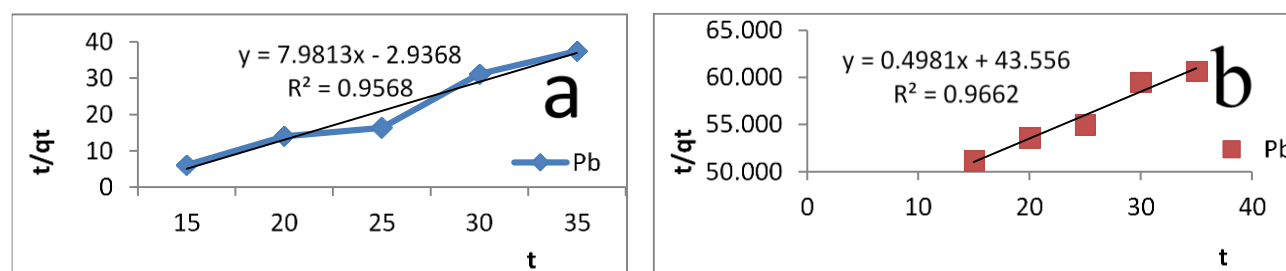 40
30
20
10
0
t/qt
y = 7.9813x - 2.9368
R² = 0.9568
a
Pb
15 20 25 30 35
t
65.000
60.000
55.000
50.000
t/qt
y = 0.4981x + 43.556
R² = 0.9662
b
Pb
0 10 20 30 40
t